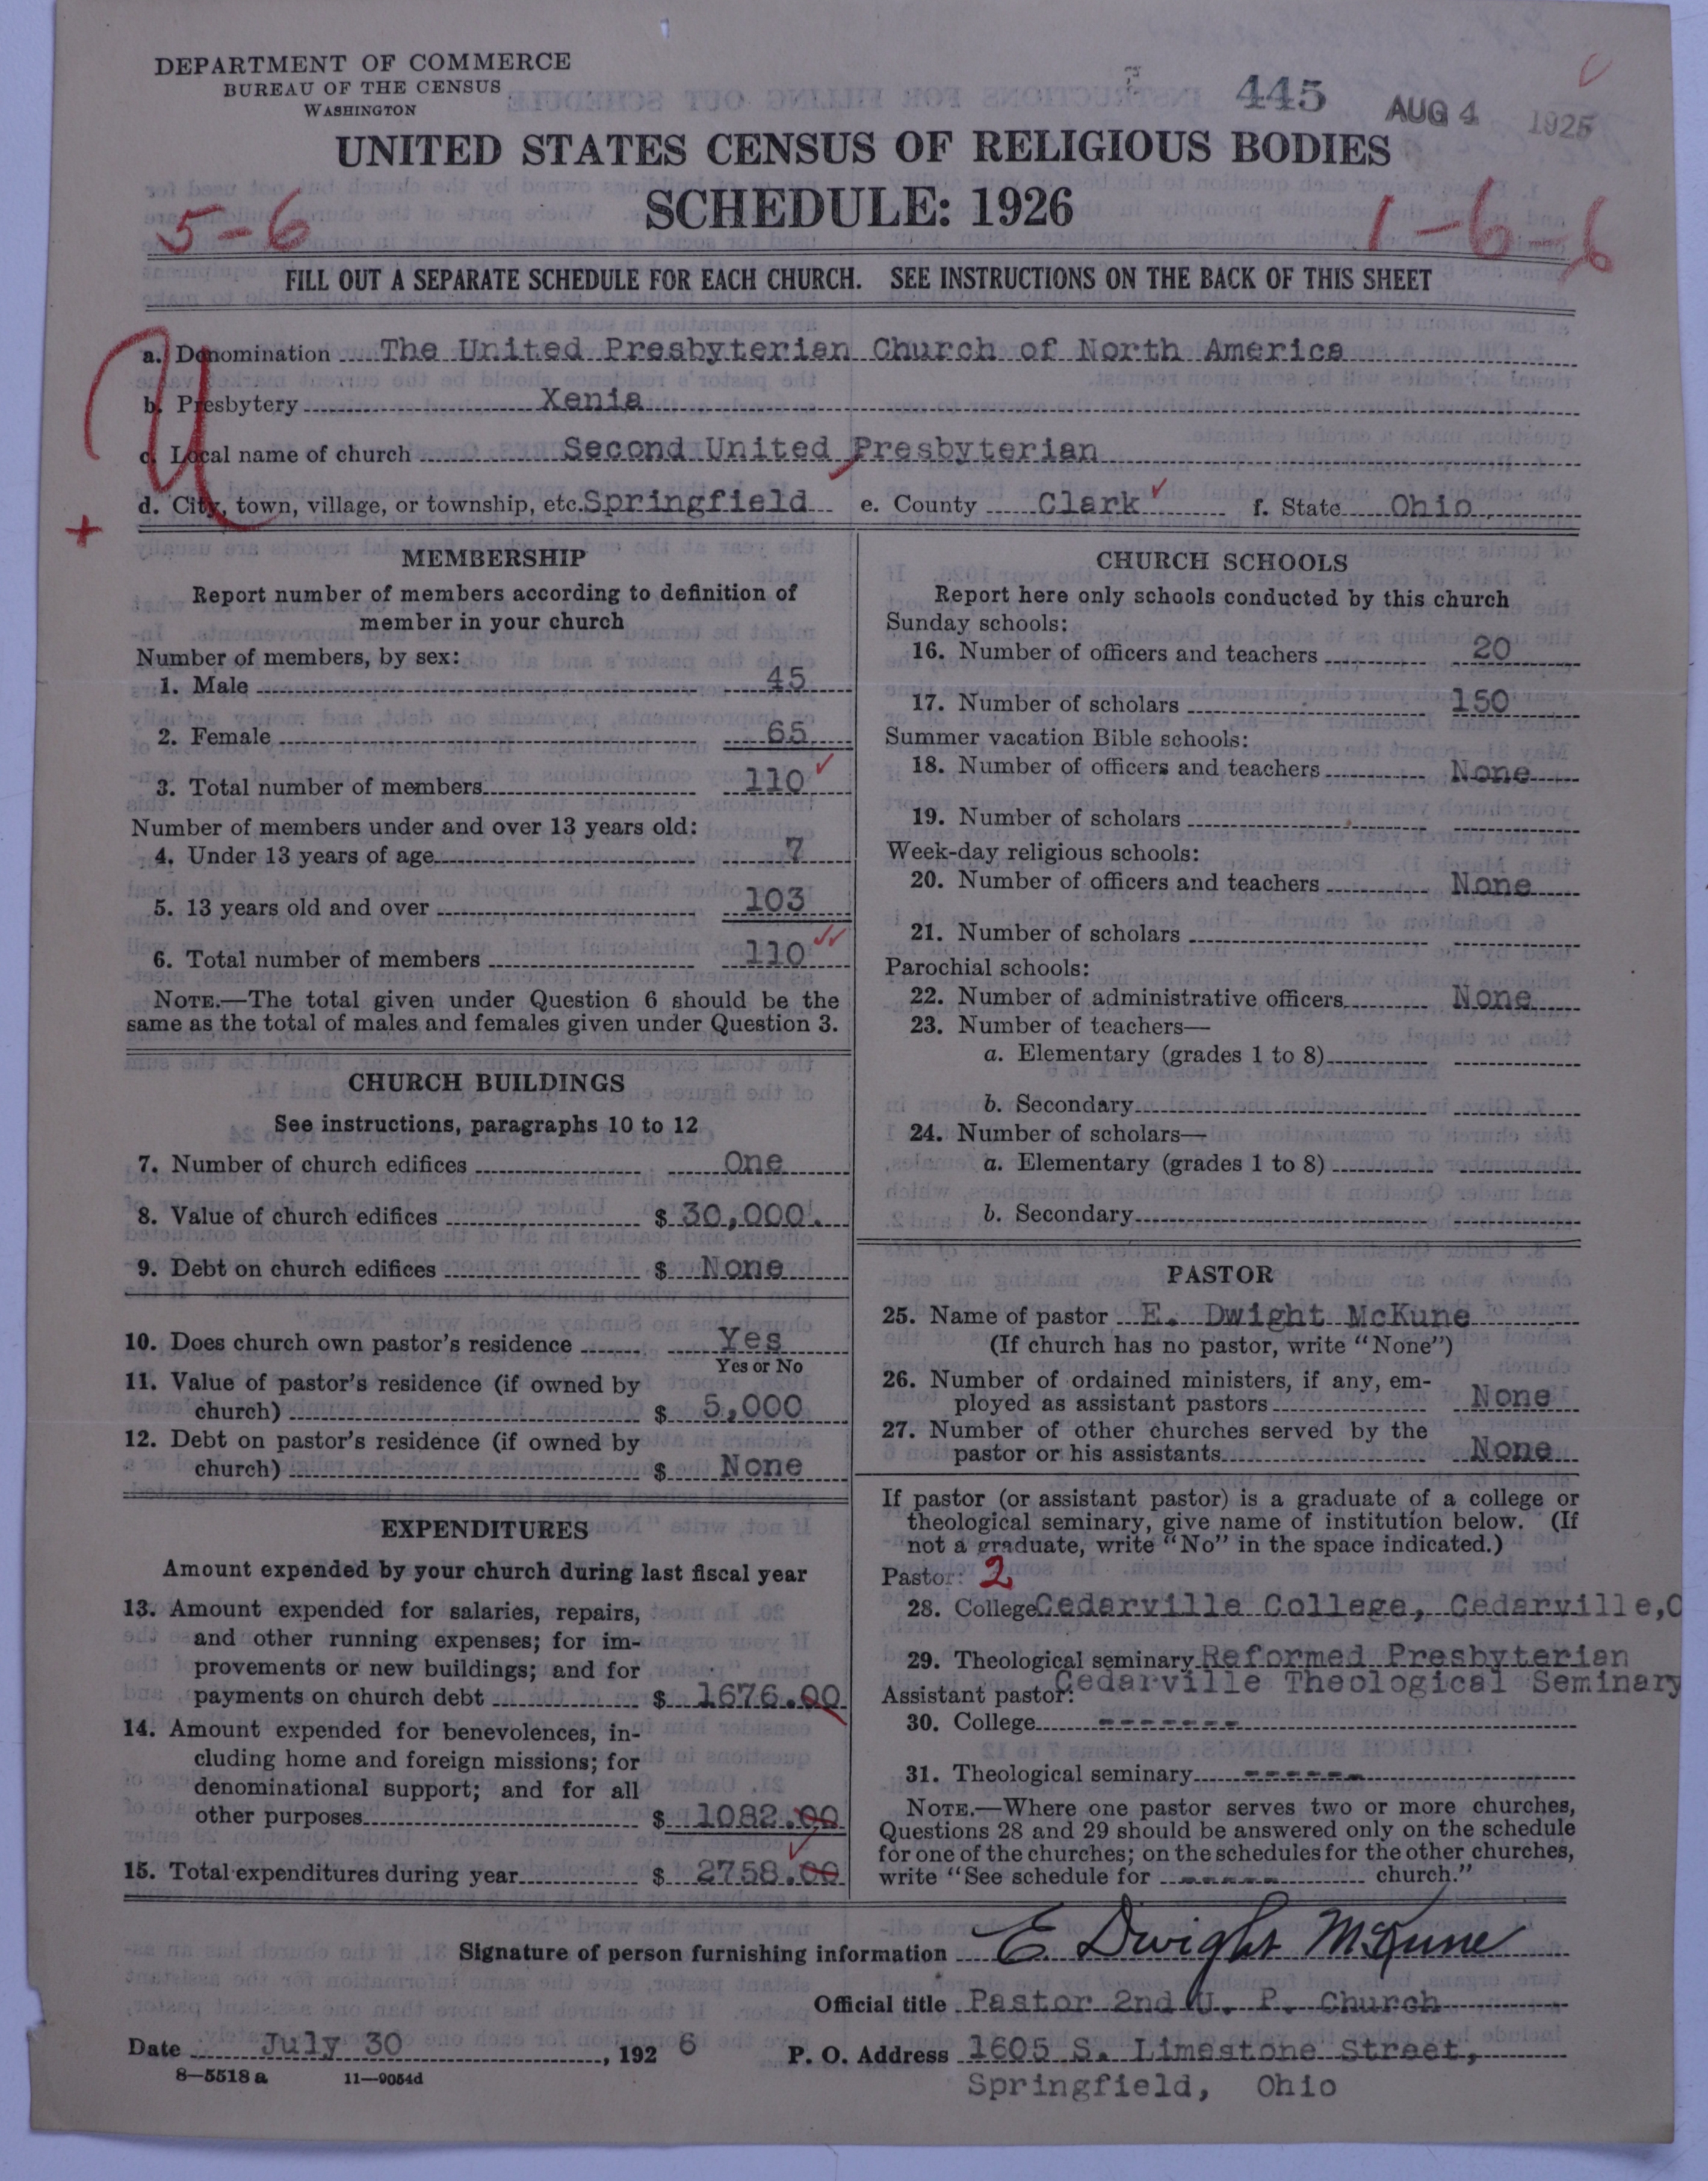 DEPARTMENT OF COMMERCE
BUREAU OF THE CENSUS
WASHINGTON
445
AUG 4 1926
UNITED STATES CENSUS OF RELIGIOUS BODIES
SCHEDULE: 1926
5-6
1-6-6
FILL OUT A SEPARATE SCHEDULE FOR EACH CHURCH. SEE INSTRUCTIONS ON THE BACK OF THIS SHEET
U
a. Denomination The United Presbyterian Church of North America
b. Presbytery Xenia
c. Local name of church Second United Presbyterian
d. City, town, village, or township, etc. Springfield e. County Clark f. State Ohio
+
MEMBERSHIP
Report number of members according to definition of
member in your church
Number of members, by sex:
1. Male 45
2. Female 65
3. Total number of members 110
Number of members under and over 13 years old:
4. Under 13 years of age 7
5. 13 years old and over 103
6. Total number of members 110
NOTE.—The total given under Question 6 should be the
same as the total of males and females given under Question 3.
CHURCH BUILDINGS
See instructions, paragraphs 10 to 12
7. Number of church edifices One
8. Value of church edifices $ 30,000.
9. Debt on church edifices $ None
10. Does church own pastor's residence Yes
Yes or No
11. Value of pastor's residence (if owned by
church) $ 5,000
12. Debt on pastor's residence (if owned by
church) $ None
EXPENDITURES
Amount expended by your church during last fiscal year
13. Amount expended for salaries, repairs,
and other running expenses; for im-
provements or new buildings; and for
payments on church debt $ 1676.00
14. Amount expended for benevolences, in-
cluding home and foreign missions; for
denominational support; and for all
other purposes $ 1082.00
15. Total expenditures during year $ 2758.00
CHURCH SCHOOLS
Report here only schools conducted by this church
Sunday schools:
16. Number of officers and teachers 20
17. Number of scholars 150
Summer vacation Bible schools:
18. Number of officers and teachers None
19. Number of scholars
Week-day religious schools:
20. Number of officers and teachers None
21. Number of scholars
Parochial schools:
22. Number of administrative officers None
23. Number of teachers—
a. Elementary (grades 1 to 8)
b. Secondary
24. Number of scholars—
a. Elementary (grades 1 to 8)
b. Secondary
PASTOR
25. Name of pastor E. Dwight McKune
(If church has no pastor, write "None")
26. Number of ordained ministers, if any, em-
ployed as assistant pastors None
27. Number of other churches served by the
pastor or his assistants None
If pastor (or assistant pastor) is a graduate of a college or
theological seminary, give name of institution below. (If
not a graduate, write "No" in the space indicated.)
Pastor: 2
28. College Cedarville College, Cedarville,O
29. Theological seminary Reformed Presbyterian
Cedarville Theological Seminary
Assistant pastor:
30. College -------
31. Theological seminary ------
NOTE.—Where one pastor serves two or more churches,
Questions 28 and 29 should be answered only on the schedule
for one of the churches; on the schedules for the other churches,
write "See schedule for ----- church."
Signature of person furnishing information E. Dwight McKune
Official title Pastor 2nd U. P. Church
Date July 30, 1926 P. O. Address 1605 S. Limestone Street,
Springfield, Ohio
8—5518 a 11—9054d